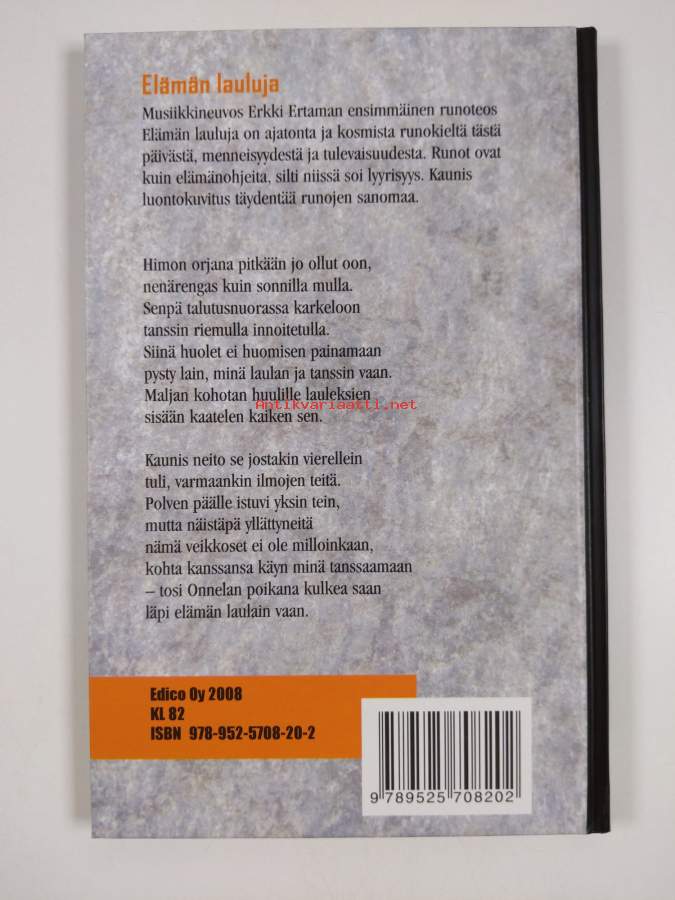 Elämän lauluja
Musiikkineuvos Erkki Ertaman ensimmäinen runoteos
Elämän lauluja on ajatonta ja kosmista runokieltä tästä
päivästä, menneisyydestä ja tulevaisuudesta. Runot ovat
kuin elämänohjeita, silti niissä soi lyyrisyys. Kaunis
luontokuvitus täydentää runojen sanomaa.
Himon orjana pitkään jo ollut oon,
nenärengas kuin sonnilla mulla.
Senpä talutusnuorassa karkeloon
tanssin riemulla innoitetulla.
Siinä huolet ei huomisen painamaan
pysty lain, minä laulan ja tanssin vaan.
Maljan kohotan huulille lauleksien
Antikvariaatti.net
sisään kaatelen kaiken sen.
Kaunis neito se jostakin vierellein
tuli, varmaankin ilmojen teitä.
Polven päälle istuvi yksin tein,
mutta näistäpä yllättyneitä
nämä veikkoset ei ole milloinkaan,
kohta kanssansa käyn minä tanssaamaan
– tosi Onnelan poikana kulkea saan
läpi elämän laulain vaan.
Edico Oy 2008
KL 82
ISBN 978-952-5708-20-2
9 789525 708202